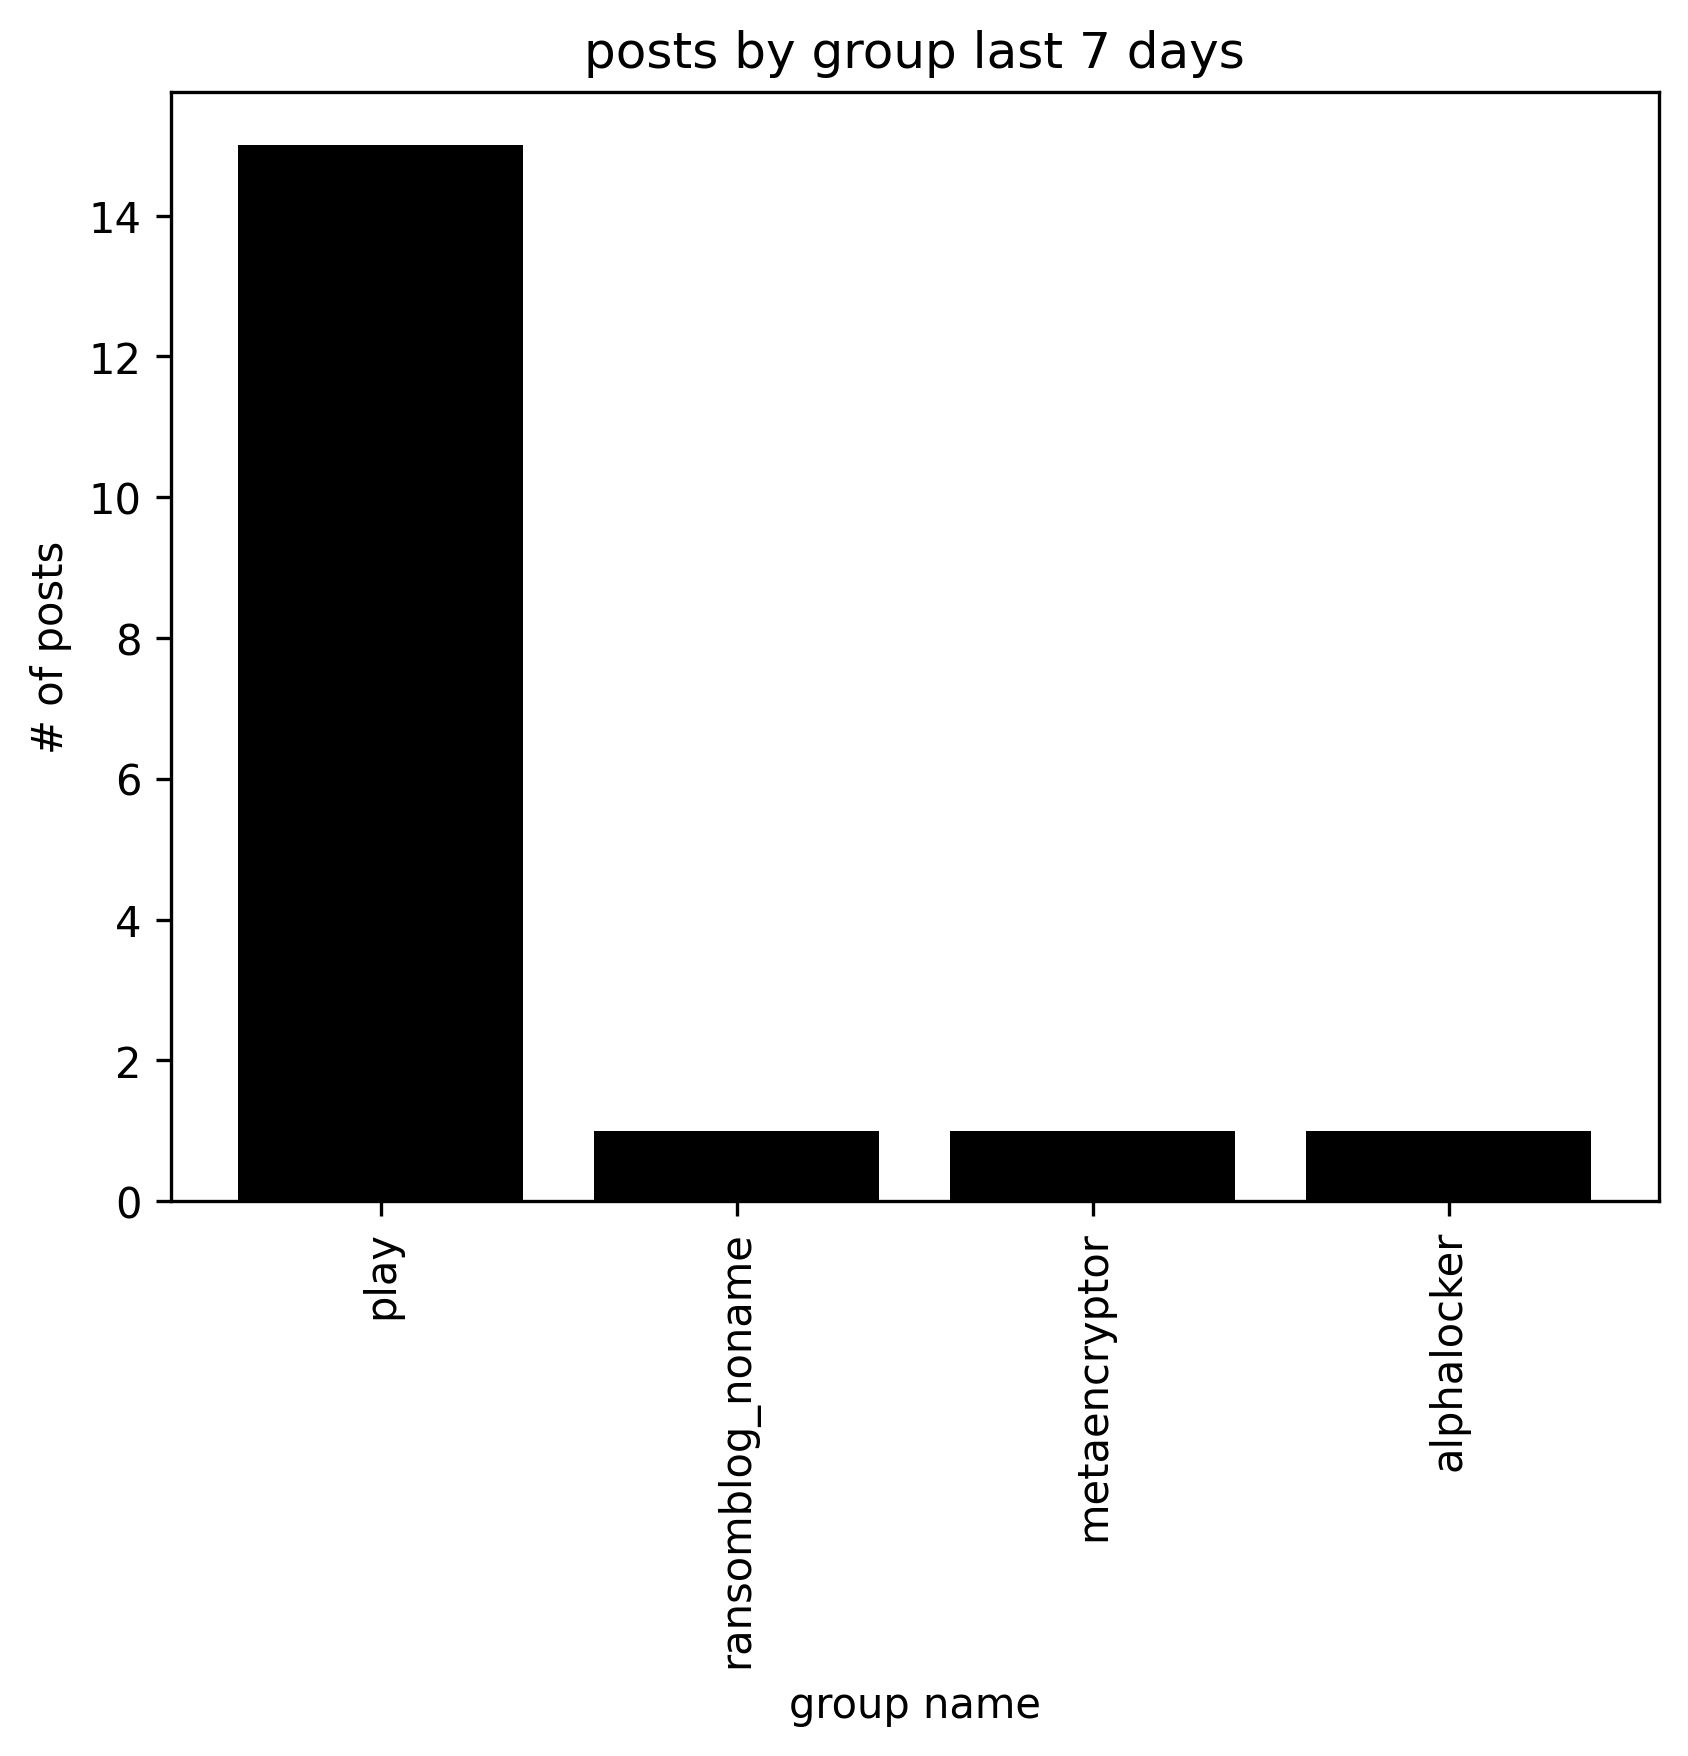 posts by group last 7 days
# of posts
14
12
10
8
6
4
2
0
play
ransomblog_noname
metaencryptor
alphalocker
group name